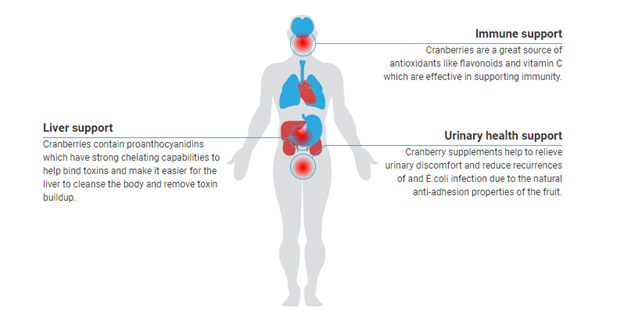 Immune support
Cranberries are a great source of
antioxidants like flavonoids and vitamin C
which are effective in supporting immunity.
Liver support
Cranberries contain proanthocyanidins
which have strong chelating capabilities to
help bind toxins and make it easier for the
liver to cleanse the body and remove toxin
buildup.
Urinary health support
Cranberry supplements help to relieve
urinary discomfort and reduce recurrences
of and E.coli infection due to the natural
anti-adhesion properties of the fruit.